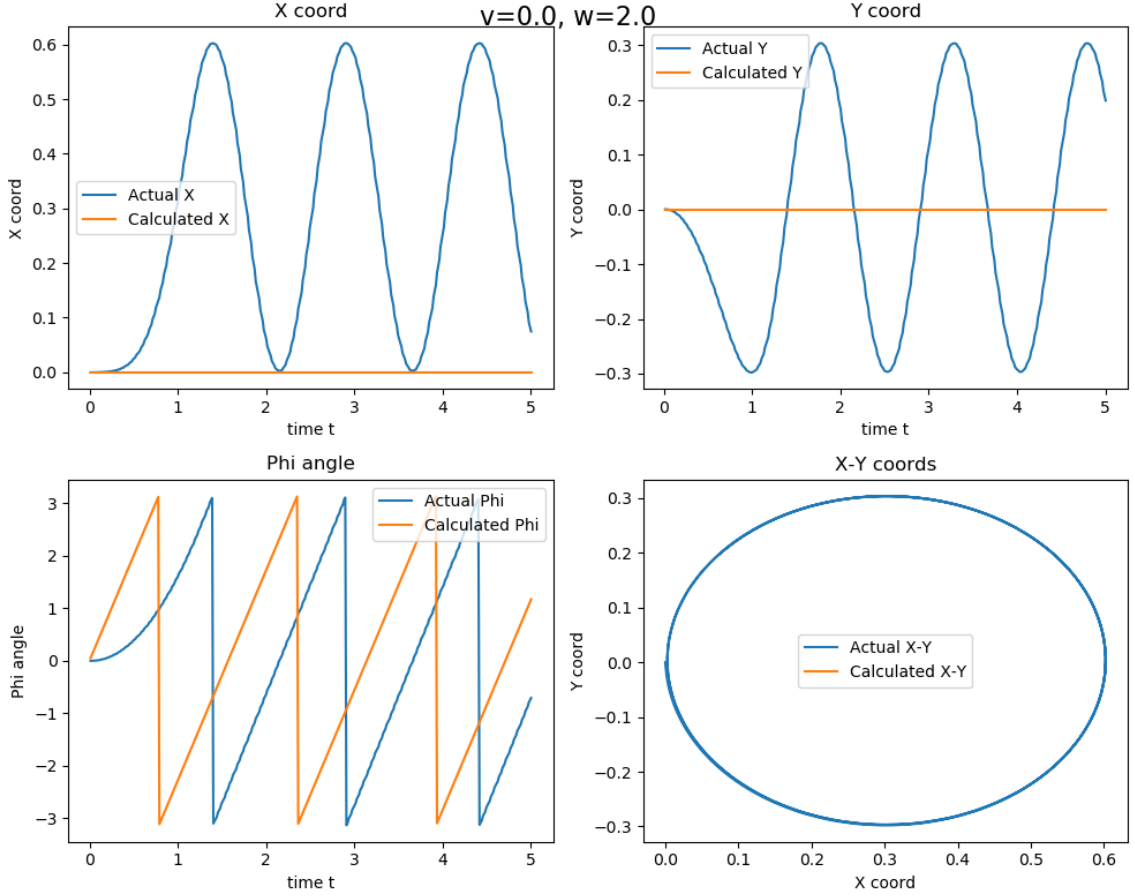 v=0.0, w=2.0
X coord
0.6
0.5
0.4
0.3
0.2
0.1
0.0
X coord
Actual X
Calculated X
0 1 2 3 4 5
time t
Y coord
0.3
0.2
0.1
0.0
−0.1
−0.2
−0.3
Y coord
Actual Y
Calculated Y
0 1 2 3 4 5
time t
Phi angle
3
2
1
0
−1
−2
−3
Phi angle
Actual Phi
Calculated Phi
0 1 2 3 4 5
time t
X-Y coords
0.3
0.2
0.1
0.0
−0.1
−0.2
−0.3
Y coord
Actual X-Y
Calculated X-Y
0.0 0.1 0.2 0.3 0.4 0.5 0.6
X coord